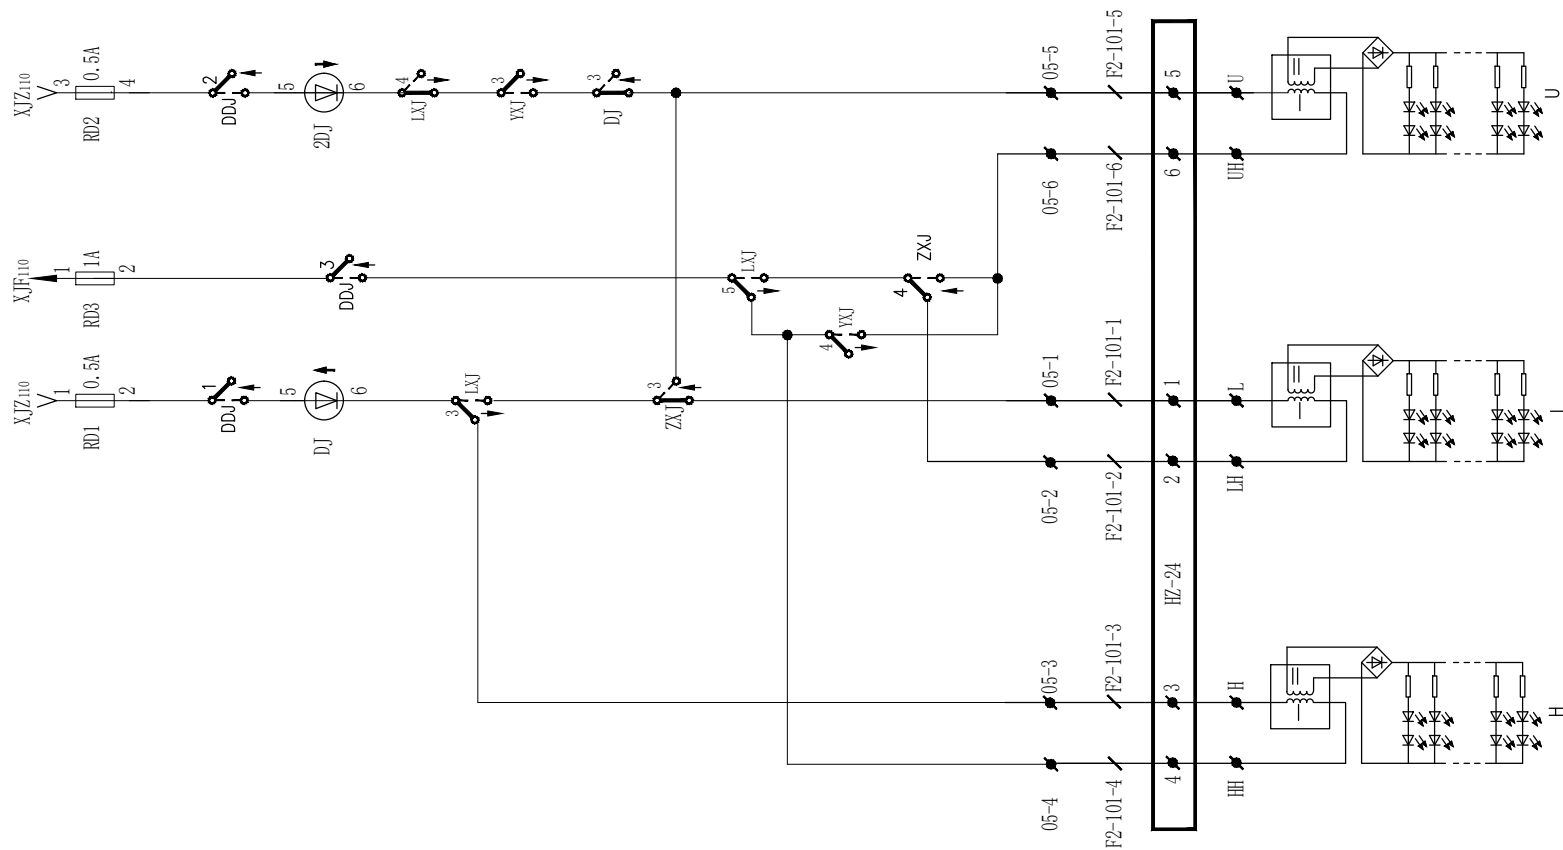 XJZ110
3
0.5A
4
RD2
2
DDJ
5
6
2DJ
4
LXJ
3
YXJ
3
DJ
05-5
F2-101-5
5
U
05-6
F2-101-6
6
UH
U
XJF110
1
1A
2
RD3
3
DDJ
5
LXJ
4
ZXJ
4
YXJ
XJZ110
1
0.5A
2
RD1
1
DDJ
5
6
DJ
3
LXJ
3
ZXJ
05-1
F2-101-1
1
L
05-2
F2-101-2
2
LH
HZ-24
05-3
F2-101-3
3
H
05-4
F2-101-4
4
HH
H